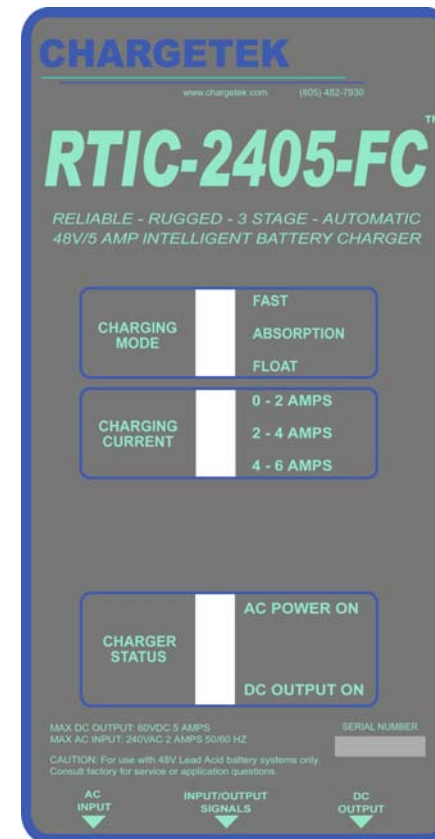 CHARGETEK
www.chargetek.com (805) 482-7930
RTIC-2405-FC™
RELIABLE - RUGGED - 3 STAGE - AUTOMATIC
48V/5 AMP INTELLIGENT BATTERY CHARGER
CHARGING
MODE
FAST
ABSORPTION
FLOAT
CHARGING
CURRENT
0 - 2 AMPS
2 - 4 AMPS
4 - 6 AMPS
CHARGER
STATUS
AC POWER ON
DC OUTPUT ON
MAX DC OUTPUT: 60VDC 5 AMPS
MAX AC INPUT: 240VAC 2 AMPS 50/60 HZ
SERIAL NUMBER
CAUTION: For use with 48V Lead Acid battery systems only.
Consult factory for service or application questions.
AC
INPUT
INPUT/OUTPUT
SIGNALS
DC
OUTPUT